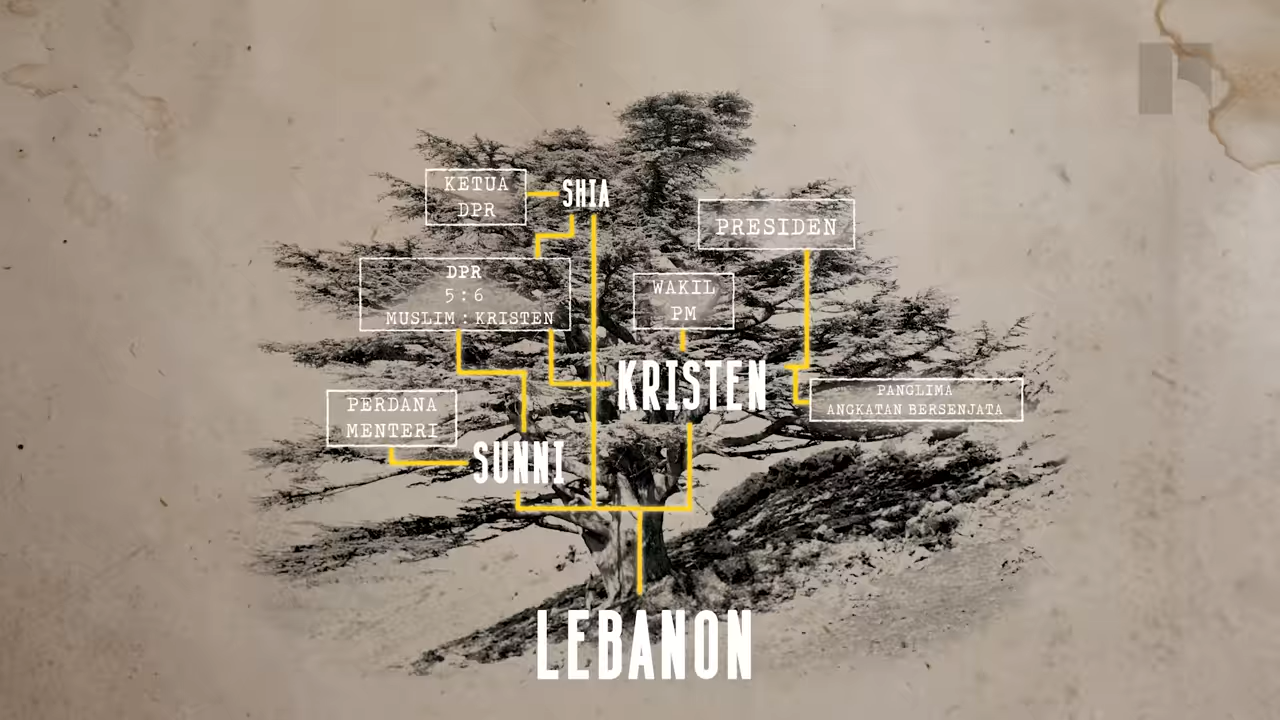 KETUA
DPR
SHIA
PRESIDEN
DPR
5:6
MUSLIM : KRISTEN
WAKIL
PM
KRISTEN
PANGLIMA
ANGKATAN BERSENJATA
PERDANA
MENTERI
SUNNI
LEBANON